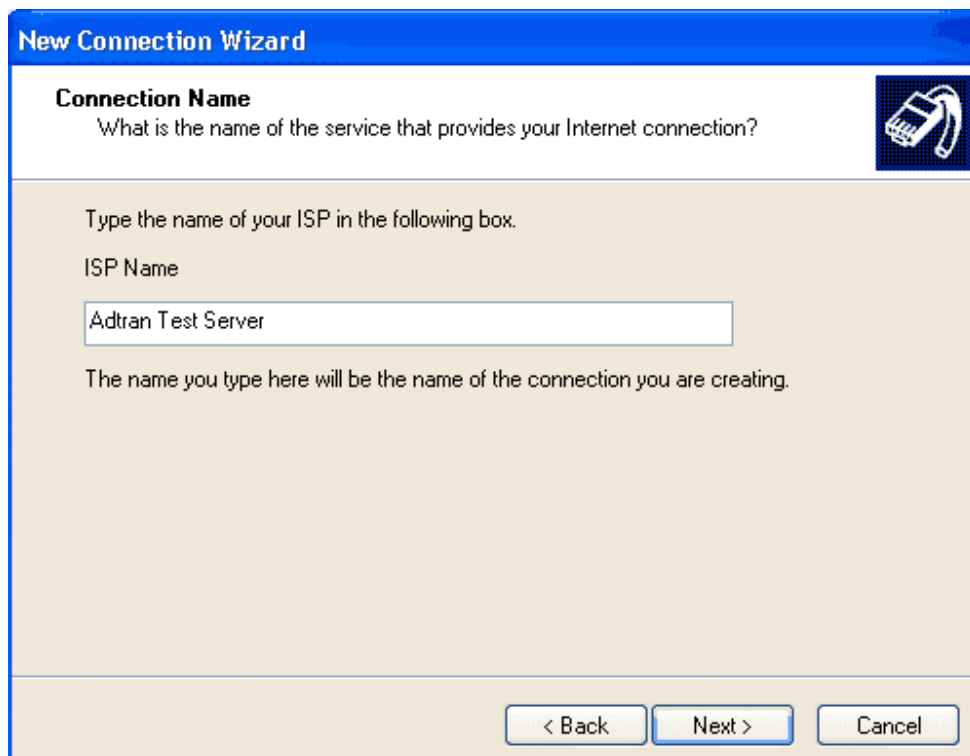 New Connection Wizard
Connection Name
What is the name of the service that provides your Internet connection?
Type the name of your ISP in the following box.
ISP Name
Adtran Test Server
The name you type here will be the name of the connection you are creating.
< Back
Next >
Cancel